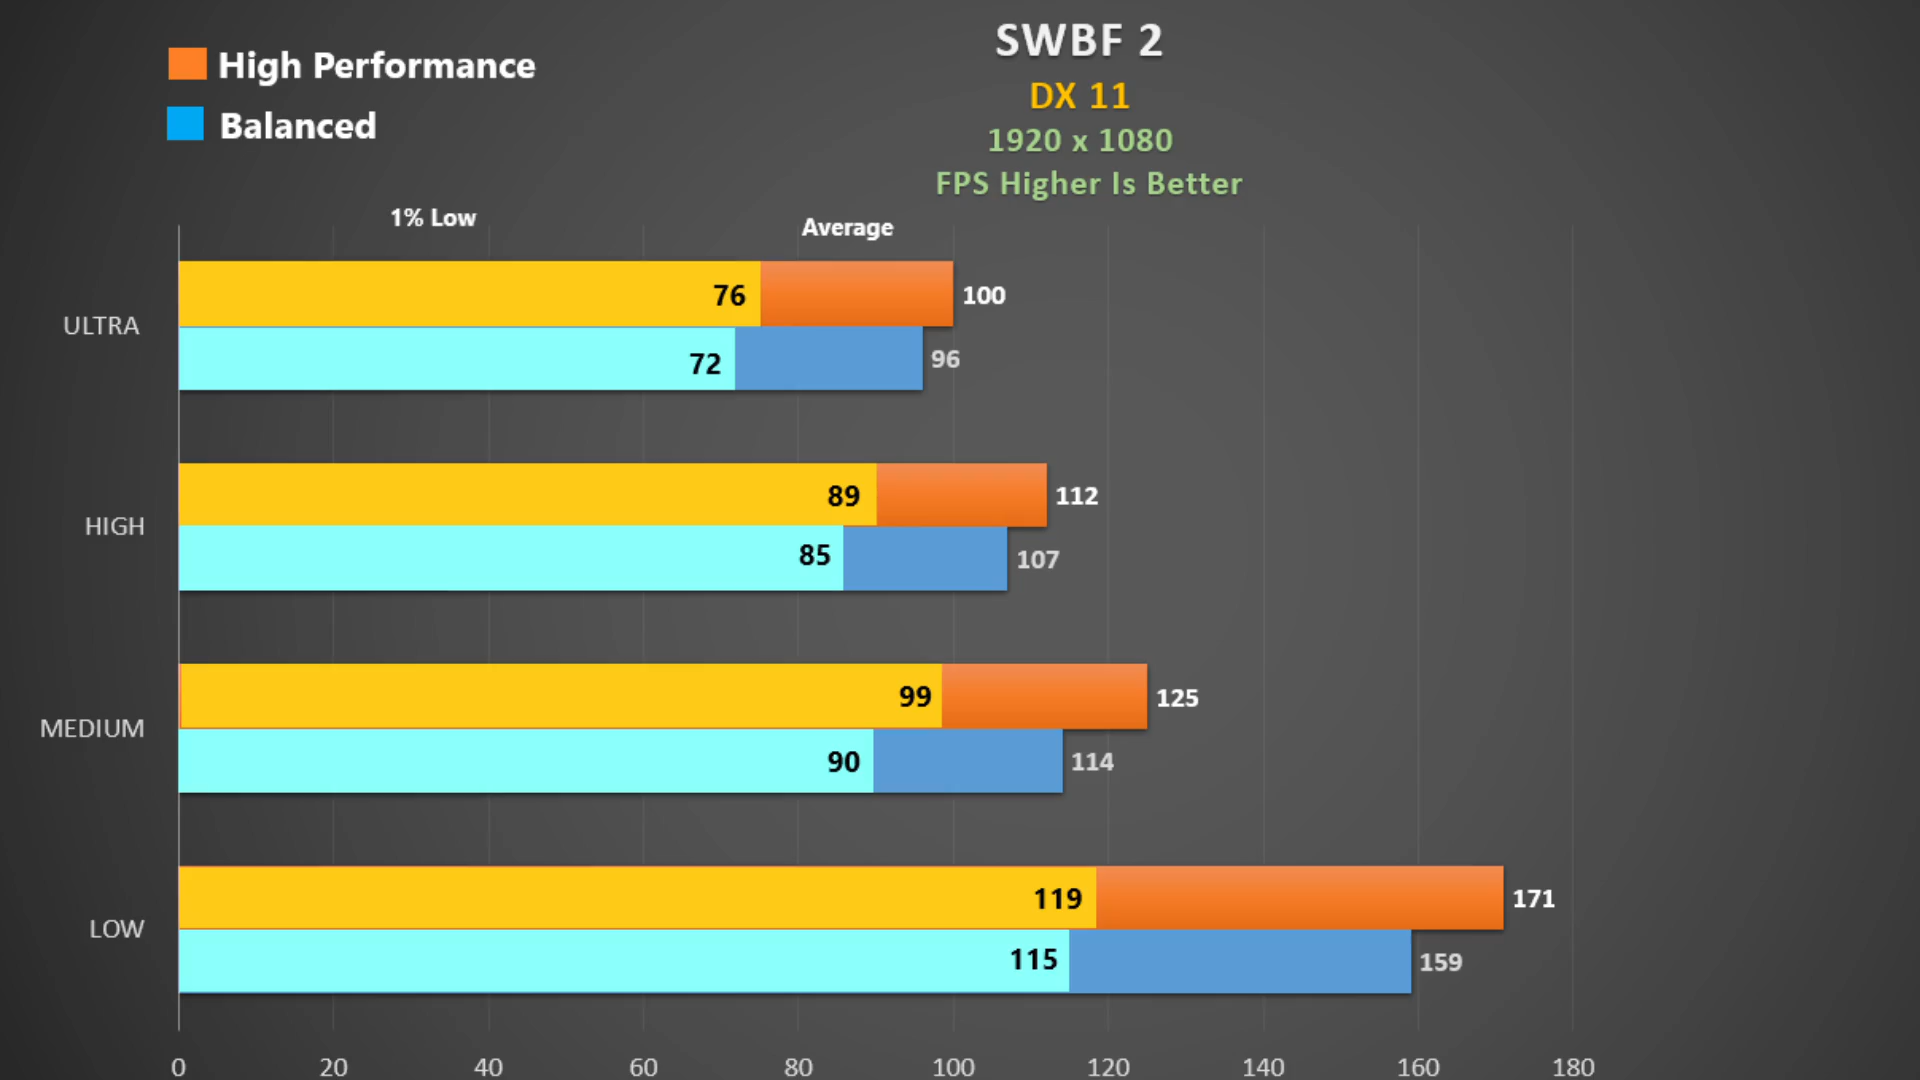 High Performance
Balanced
SWBF 2
DX 11
1920 x 1080
FPS Higher Is Better
1% Low
Average
ULTRA
76
100
72
96
HIGH
89
112
85
107
MEDIUM
99
125
90
114
LOW
119
171
115
159
0 20 40 60 80 100 120 140 160 180